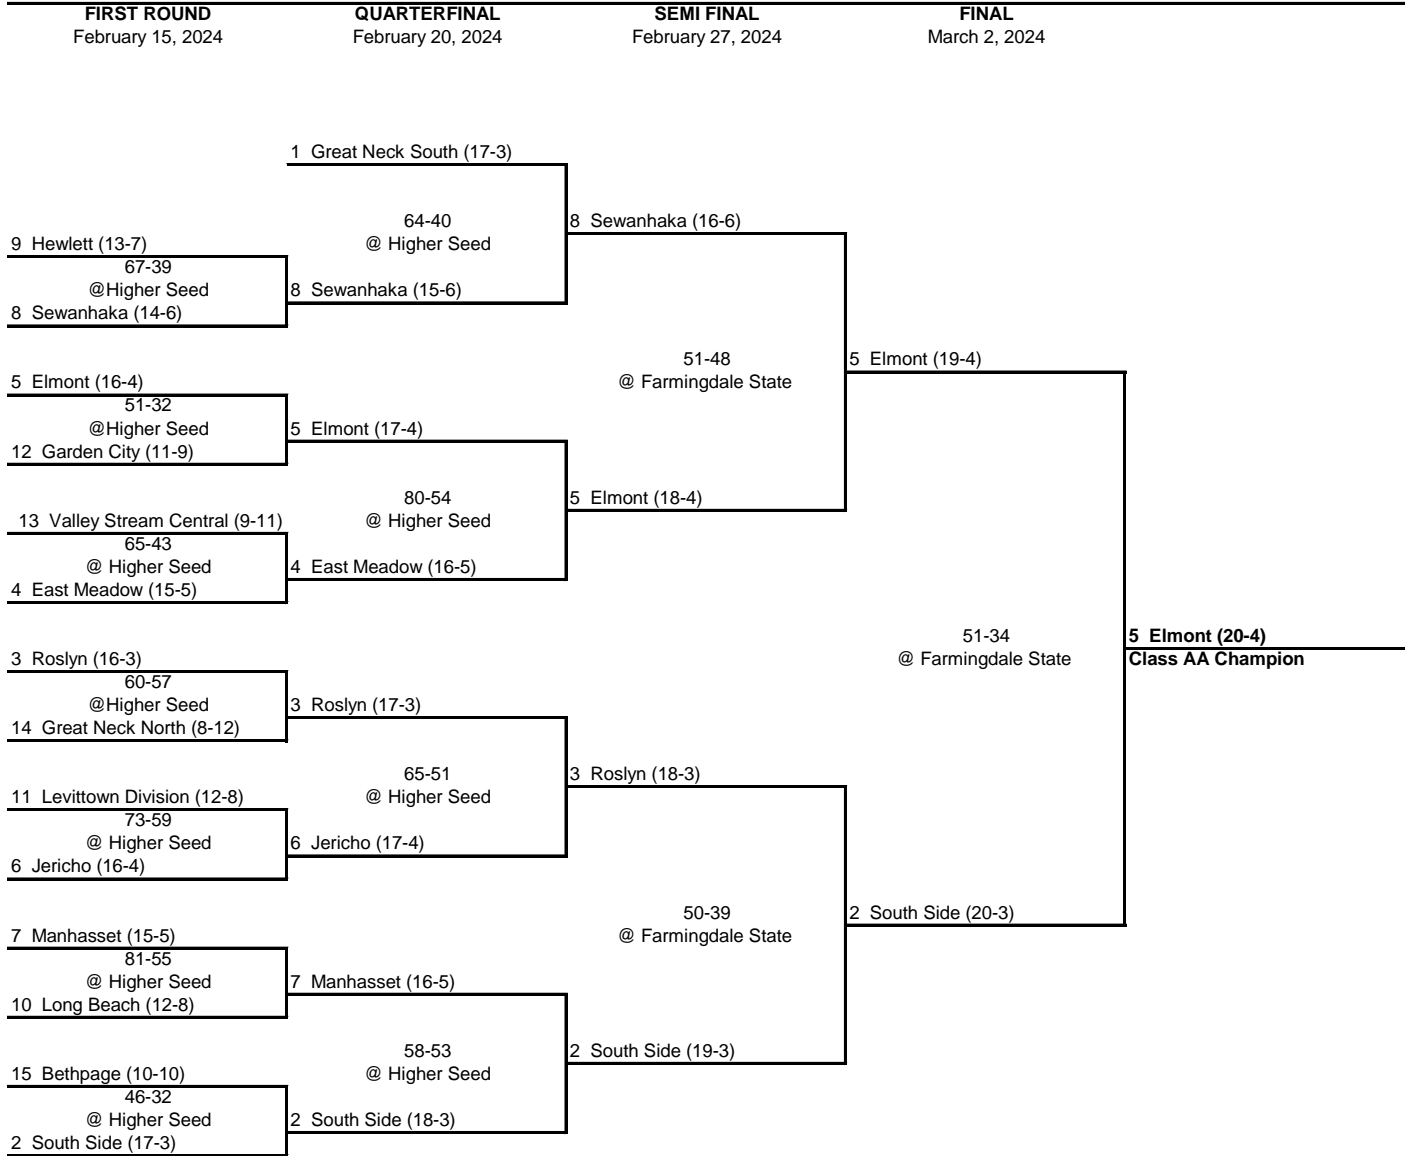 FIRST ROUND
February 15, 2024
QUARTERFINAL
February 20, 2024
SEMI FINAL
February 27, 2024
FINAL
March 2, 2024
9 Hewlett (13-7)
67-39
@Higher Seed
8 Sewanhaka (14-6)
5 Elmont (16-4)
51-32
@Higher Seed
12 Garden City (11-9)
13 Valley Stream Central (9-11)
65-43
@ Higher Seed
4 East Meadow (15-5)
3 Roslyn (16-3)
60-57
@Higher Seed
14 Great Neck North (8-12)
11 Levittown Division (12-8)
73-59
@ Higher Seed
6 Jericho (16-4)
7 Manhasset (15-5)
81-55
@ Higher Seed
10 Long Beach (12-8)
15 Bethpage (10-10)
46-32
@ Higher Seed
2 South Side (17-3)
1 Great Neck South (17-3)
64-40
@ Higher Seed
8 Sewanhaka (15-6)
5 Elmont (17-4)
80-54
@ Higher Seed
4 East Meadow (16-5)
3 Roslyn (17-3)
65-51
@ Higher Seed
6 Jericho (17-4)
7 Manhasset (16-5)
58-53
@ Higher Seed
2 South Side (18-3)
8 Sewanhaka (16-6)
51-48
@ Farmingdale State
5 Elmont (18-4)
3 Roslyn (18-3)
50-39
@ Farmingdale State
2 South Side (19-3)
5 Elmont (19-4)
51-34
@ Farmingdale State
2 South Side (20-3)
5 Elmont (20-4)
Class AA Champion